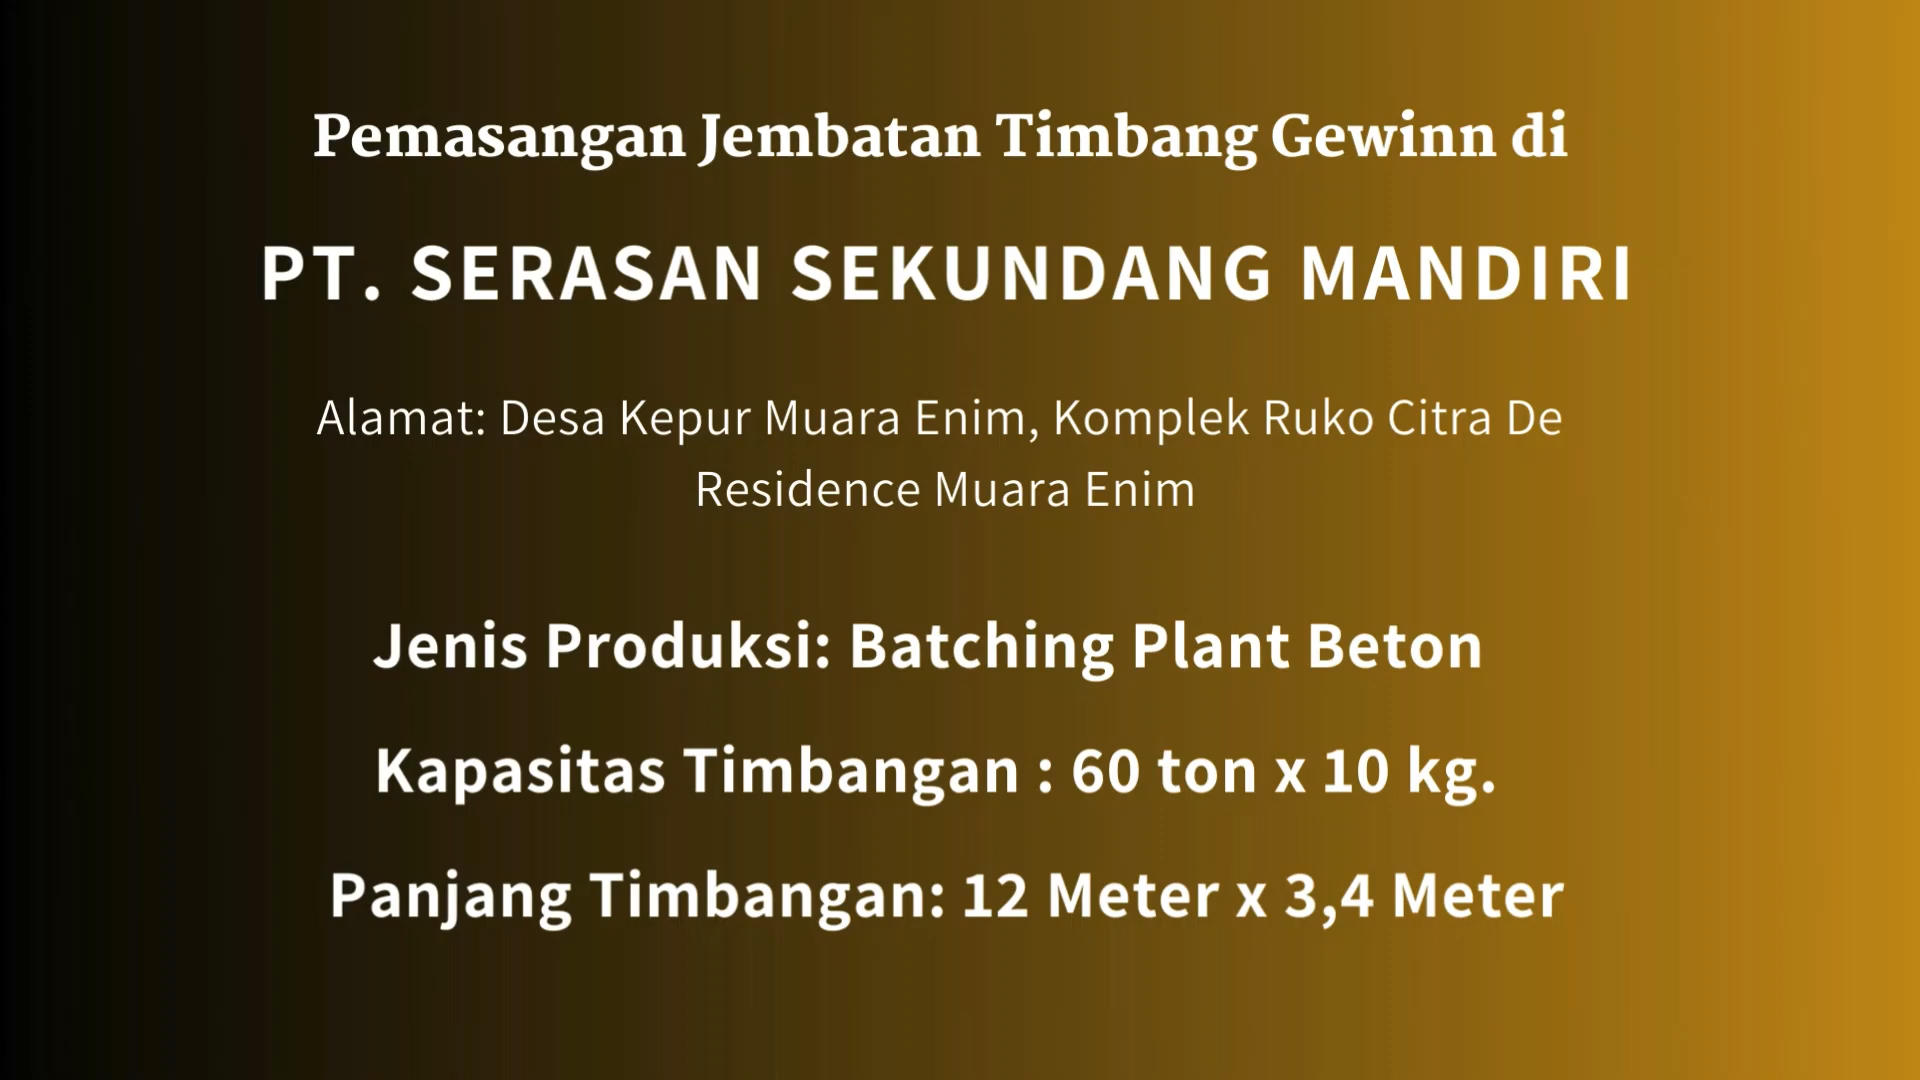 Pemasangan Jembatan Timbang Gewinn di
PT. SERASAN SEKUNDANG MANDIRI
Alamat: Desa Kepur Muara Enim, Komplek Ruko Citra De
Residence Muara Enim
Jenis Produksi: Batching Plant Beton
Kapasitas Timbangan : 60 ton x 10 kg.
Panjang Timbangan: 12 Meter x 3,4 Meter